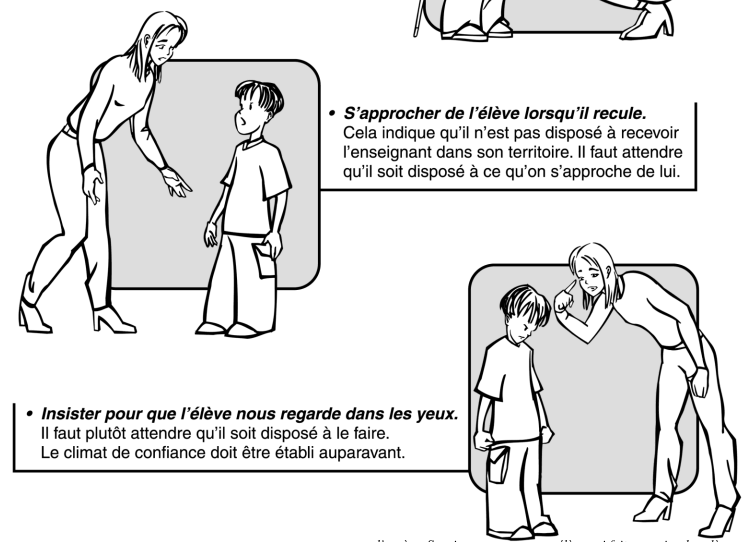 • S'approcher de l'élève lorsqu'il recule.
Cela indique qu'il n'est pas disposé à recevoir
l'enseignant dans son territoire. Il faut attendre
qu'il soit disposé à ce qu'on s'approche de lui.
• Insister pour que l'élève nous regarde dans les yeux.
Il faut plutôt attendre qu'il soit disposé à le faire.
Le climat de confiance doit être établi auparavant.